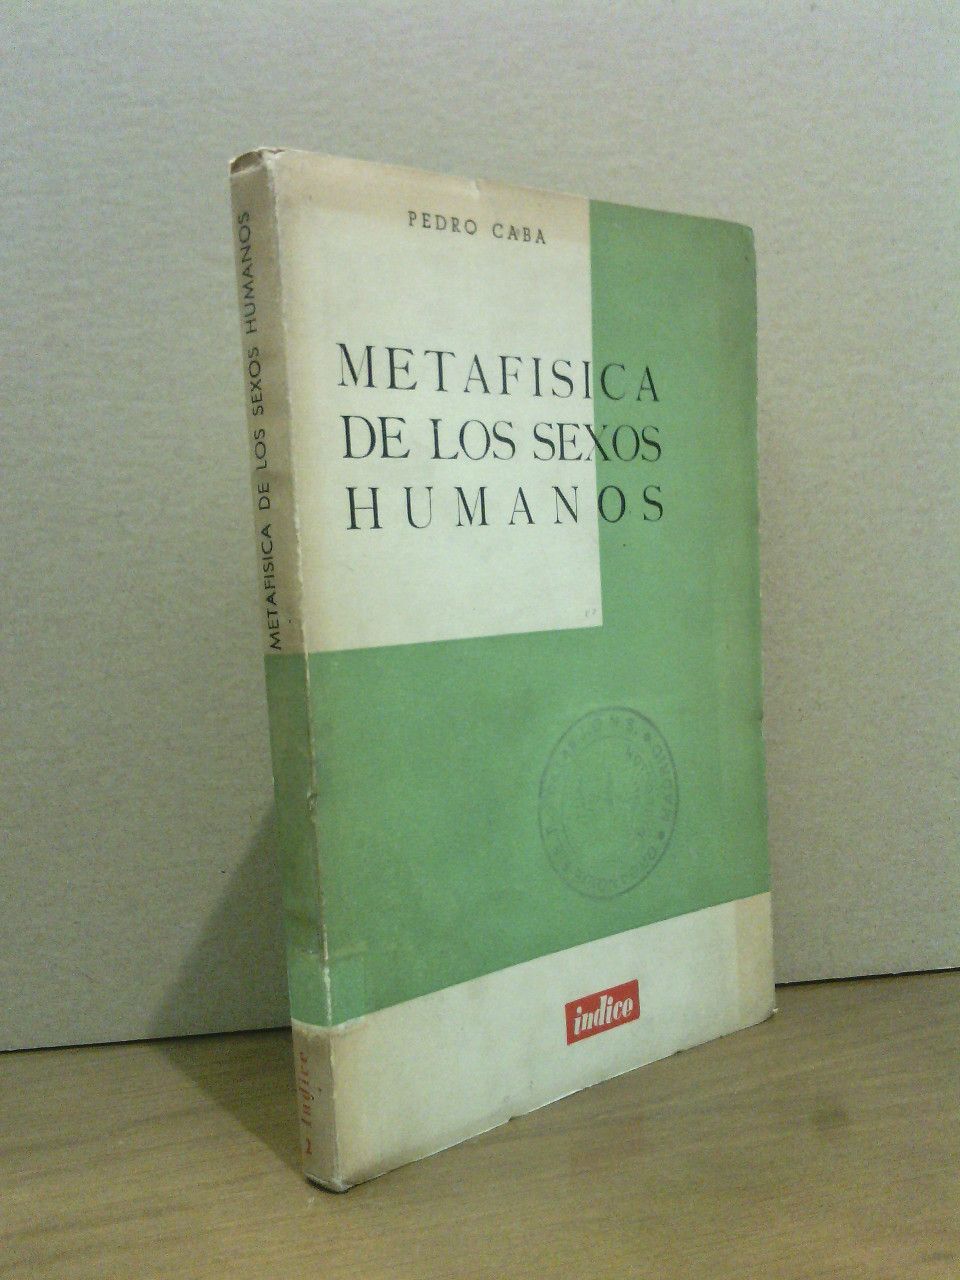 PEDRO CABA
METAFISICA
DE LOS SEXOS
HUMANOS
indice
METAFISICA DE LOS SEXOS HUMANOS
Indice